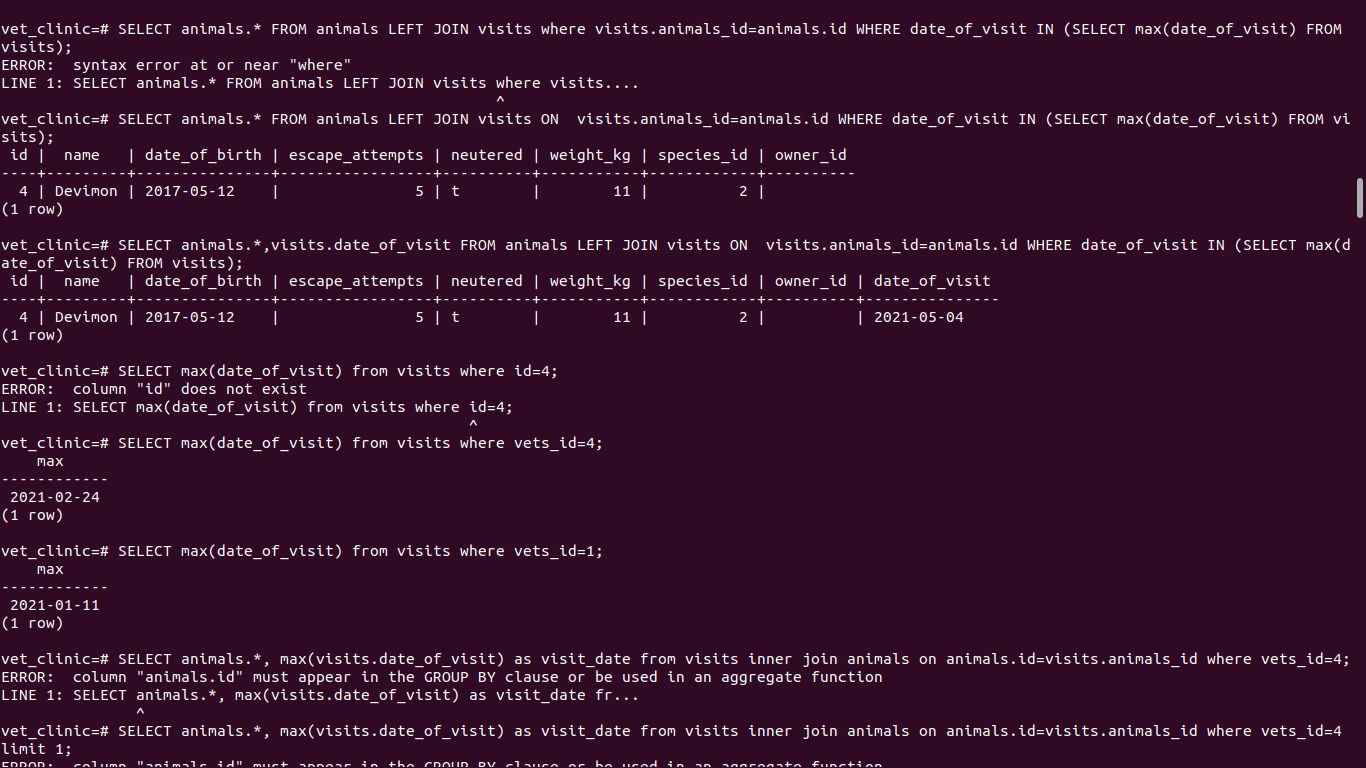 vet_clinic=# SELECT animals.* FROM animals LEFT JOIN visits where visits.animals_id=animals.id WHERE date_of_visit IN (SELECT max(date_of_visit) FROM
visits);
ERROR:  syntax error at or near "where"
LINE 1: SELECT animals.* FROM animals LEFT JOIN visits where visits....
                                                       ^
vet_clinic=# SELECT animals.* FROM animals LEFT JOIN visits ON  visits.animals_id=animals.id WHERE date_of_visit IN (SELECT max(date_of_visit) FROM vi
sits);
 id |  name   | date_of_birth | escape_attempts | neutered | weight_kg | species_id | owner_id
----+---------+---------------+-----------------+----------+-----------+------------+----------
  4 | Devimon | 2017-05-12    |               5 | t        |        11 |          2 |
(1 row)
vet_clinic=# SELECT animals.*,visits.date_of_visit FROM animals LEFT JOIN visits ON  visits.animals_id=animals.id WHERE date_of_visit IN (SELECT max(d
ate_of_visit) FROM visits);
 id |  name   | date_of_birth | escape_attempts | neutered | weight_kg | species_id | owner_id | date_of_visit
----+---------+---------------+-----------------+----------+-----------+------------+----------+---------------
  4 | Devimon | 2017-05-12    |               5 | t        |        11 |          2 |          | 2021-05-04
(1 row)
vet_clinic=# SELECT max(date_of_visit) from visits where id=4;
ERROR:  column "id" does not exist
LINE 1: SELECT max(date_of_visit) from visits where id=4;
                                                    ^
vet_clinic=# SELECT max(date_of_visit) from visits where vets_id=4;
    max
------------
 2021-02-24
(1 row)
vet_clinic=# SELECT max(date_of_visit) from visits where vets_id=1;
    max
------------
 2021-01-11
(1 row)
vet_clinic=# SELECT animals.*, max(visits.date_of_visit) as visit_date from visits inner join animals on animals.id=visits.animals_id where vets_id=4;
ERROR:  column "animals.id" must appear in the GROUP BY clause or be used in an aggregate function
LINE 1: SELECT animals.*, max(visits.date_of_visit) as visit_date fr...
               ^
vet_clinic=# SELECT animals.*, max(visits.date_of_visit) as visit_date from visits inner join animals on animals.id=visits.animals_id where vets_id=4
limit 1;
ERROR:  column "animals.id" must appear in the GROUP BY clause or be used in an aggregate function